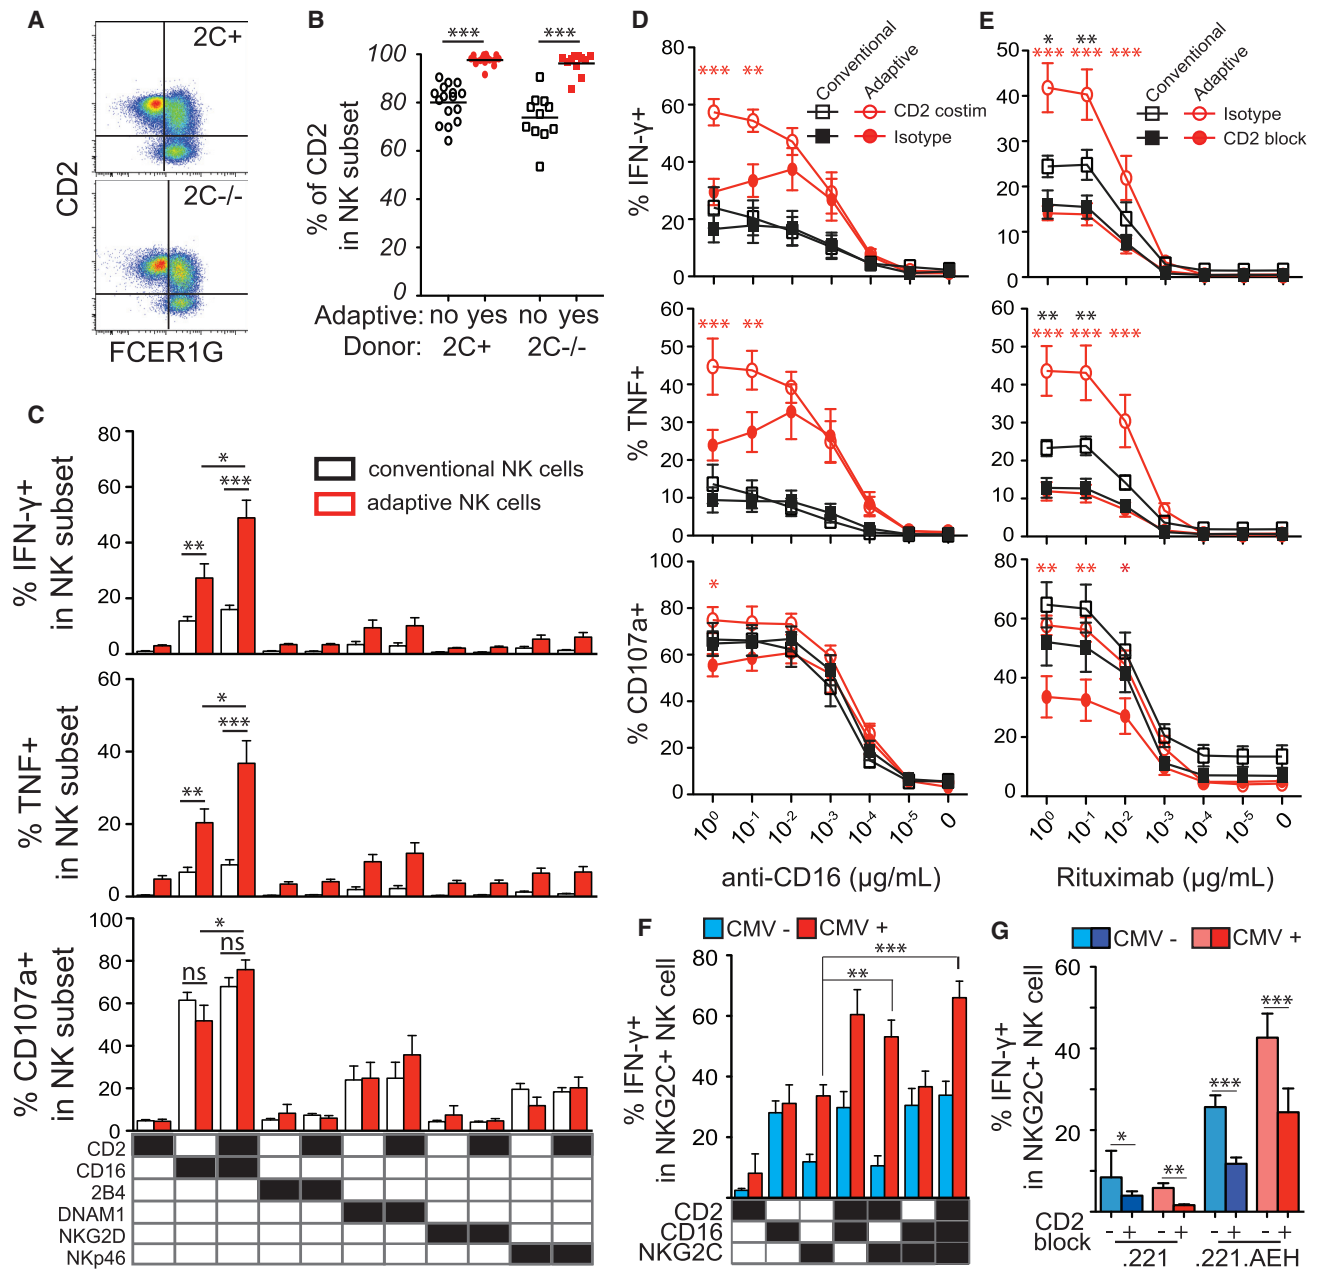 A
2C+
2C-/-
CD2
FCER1G
B
***
***
% of CD2
in NK subset
100
80
60
40
20
0
Adaptive: no yes no yes
Donor: 2C+ 2C-/-
C
conventional NK cells
adaptive NK cells
% IFN-γ+
in NK subset
80
60
40
20
0
**
***
*
% TNF+
in NK subset
60
40
20
0
**
***
*
% CD107a+
in NK subset
100
80
60
40
20
0
ns
ns
*
CD2
CD16
2B4
DNAM1
NKG2D
NKp46
D
Conventional
Adaptive
CD2 costim
Isotype
*** **
% IFN-γ+
80
60
40
20
0
*** **
% TNF+
60
50
40
30
20
10
0
*
% CD107a+
100
80
60
40
20
0
10⁰ 10⁻¹ 10⁻² 10⁻³ 10⁻⁴ 10⁻⁵ 0
anti-CD16 (µg/mL)
E
Conventional
Adaptive
Isotype
CD2 block
* **
*** *** ***
50
40
30
20
10
0
** **
*** *** ***
60
50
40
30
20
10
0
** ** *
80
60
40
20
0
10⁰ 10⁻¹ 10⁻² 10⁻³ 10⁻⁴ 10⁻⁵ 0
Rituximab (µg/mL)
F
CMV - CMV +
***
**
% IFN-γ+
in NKG2C+ NK cell
80
60
40
20
CD2
CD16
NKG2C
G
CMV - CMV +
% IFN-γ+
in NKG2C+ NK cell
60
40
20
*
**
***
***
CD2
block
- + - + - + - +
.221 .221.AEH